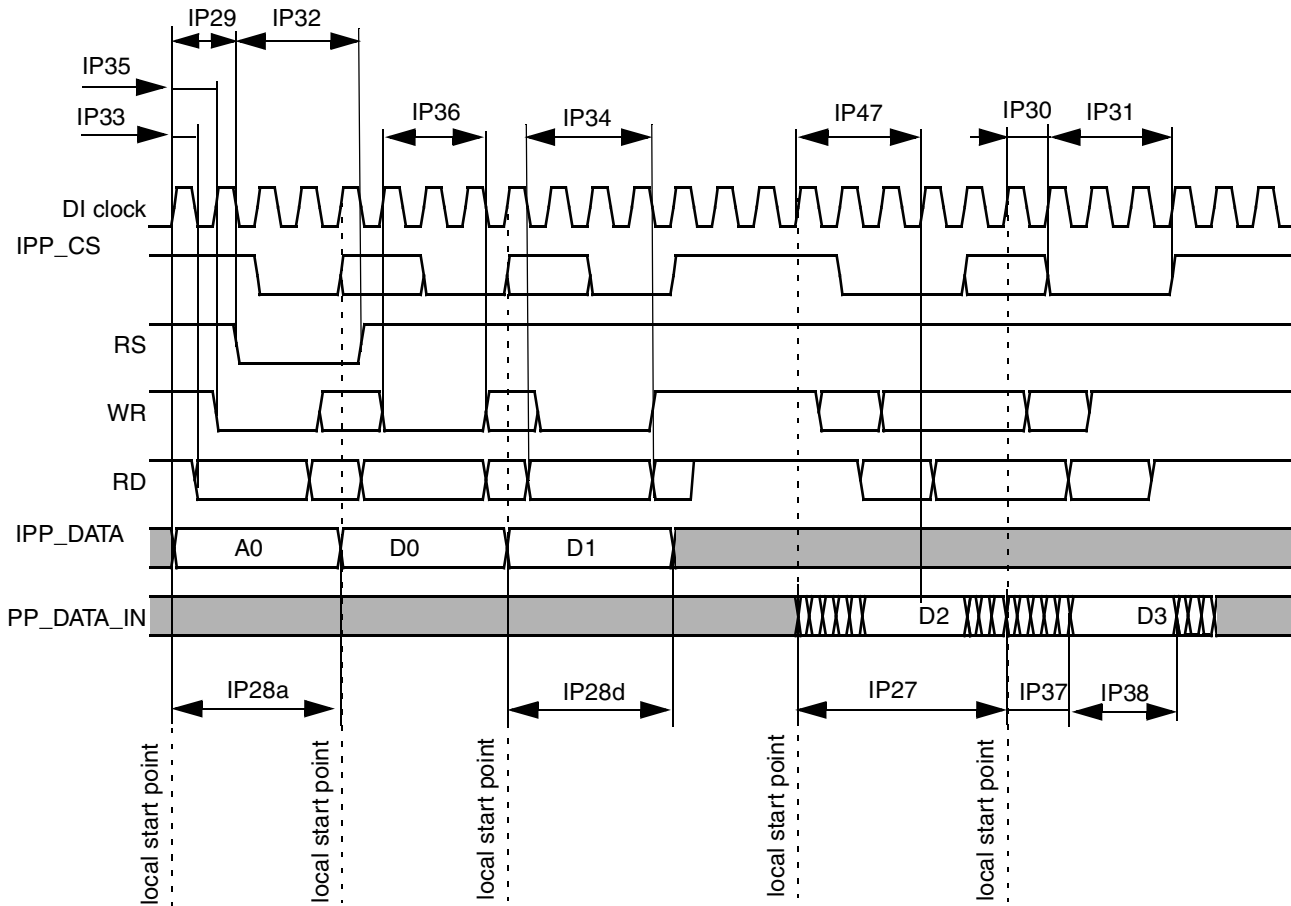 IP29
IP32
IP35
IP33
IP36
IP34
IP47
IP30
IP31
DI clock
IPP_CS
RS
WR
RD
IPP_DATA
A0
D0
D1
PP_DATA_IN
D2
D3
IP28a
IP28d
IP27
IP37
IP38
local start point
local start point
local start point
local start point
local start point